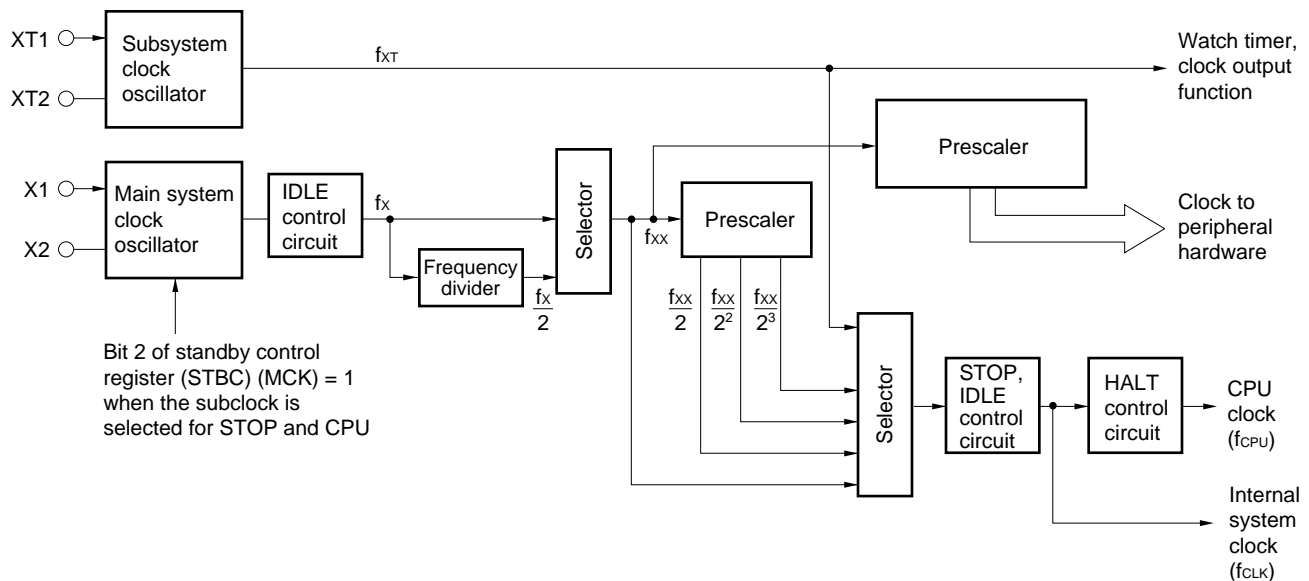 XT1
XT2
Subsystem
clock
oscillator
fXT
Watch timer,
clock output
function
X1
X2
Main system
clock
oscillator
IDLE
control
circuit
fX
Frequency
divider
fX
2
Selector
fXX
Prescaler
Prescaler
Clock to
peripheral
hardware
fXX
2
fXX
2²
fXX
2³
Bit 2 of standby control
register (STBC) (MCK) = 1
when the subclock is
selected for STOP and CPU
Selector
STOP,
IDLE
control
circuit
HALT
control
circuit
CPU
clock
(fCPU)
Internal
system
clock
(fCLK)